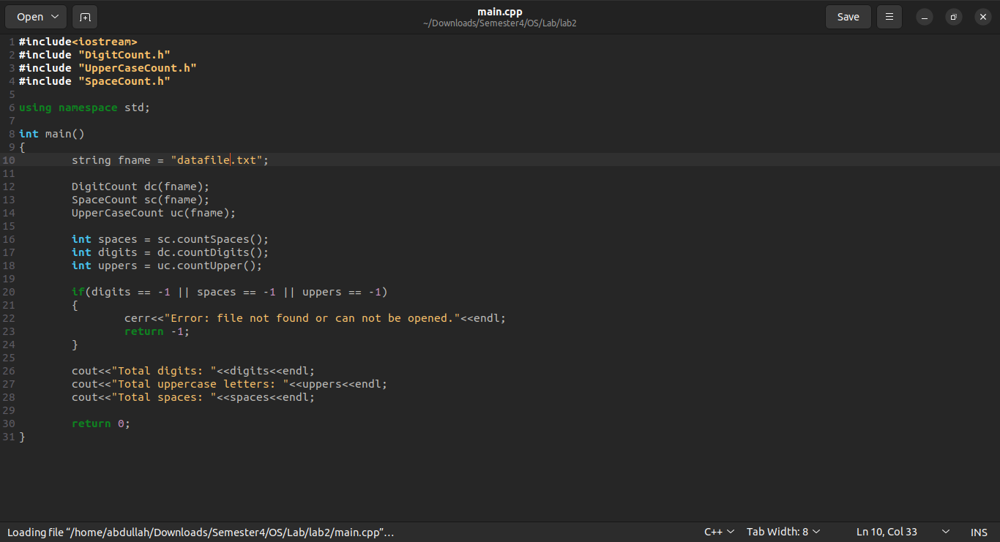 Open
main.cpp
~/Downloads/Semester4/OS/Lab/lab2
Save
1 #include<iostream>
2 #include "DigitCount.h"
3 #include "UpperCaseCount.h"
4 #include "SpaceCount.h"
5
6 using namespace std;
7
8 int main()
9 {
10 string fname = "datafile.txt";
11
12 DigitCount dc(fname);
13 SpaceCount sc(fname);
14 UpperCaseCount uc(fname);
15
16 int spaces = sc.countSpaces();
17 int digits = dc.countDigits();
18 int uppers = uc.countUpper();
19
20 if(digits == -1 || spaces == -1 || uppers == -1)
21 {
22 cerr<<"Error: file not found or can not be opened."<<endl;
23 return -1;
24 }
25
26 cout<<"Total digits: "<<digits<<endl;
27 cout<<"Total uppercase letters: "<<uppers<<endl;
28 cout<<"Total spaces: "<<spaces<<endl;
29
30 return 0;
31 }
Loading file “/home/abdullah/Downloads/Semester4/OS/Lab/lab2/main.cpp”… C++ Tab Width: 8 Ln 10, Col 33 INS